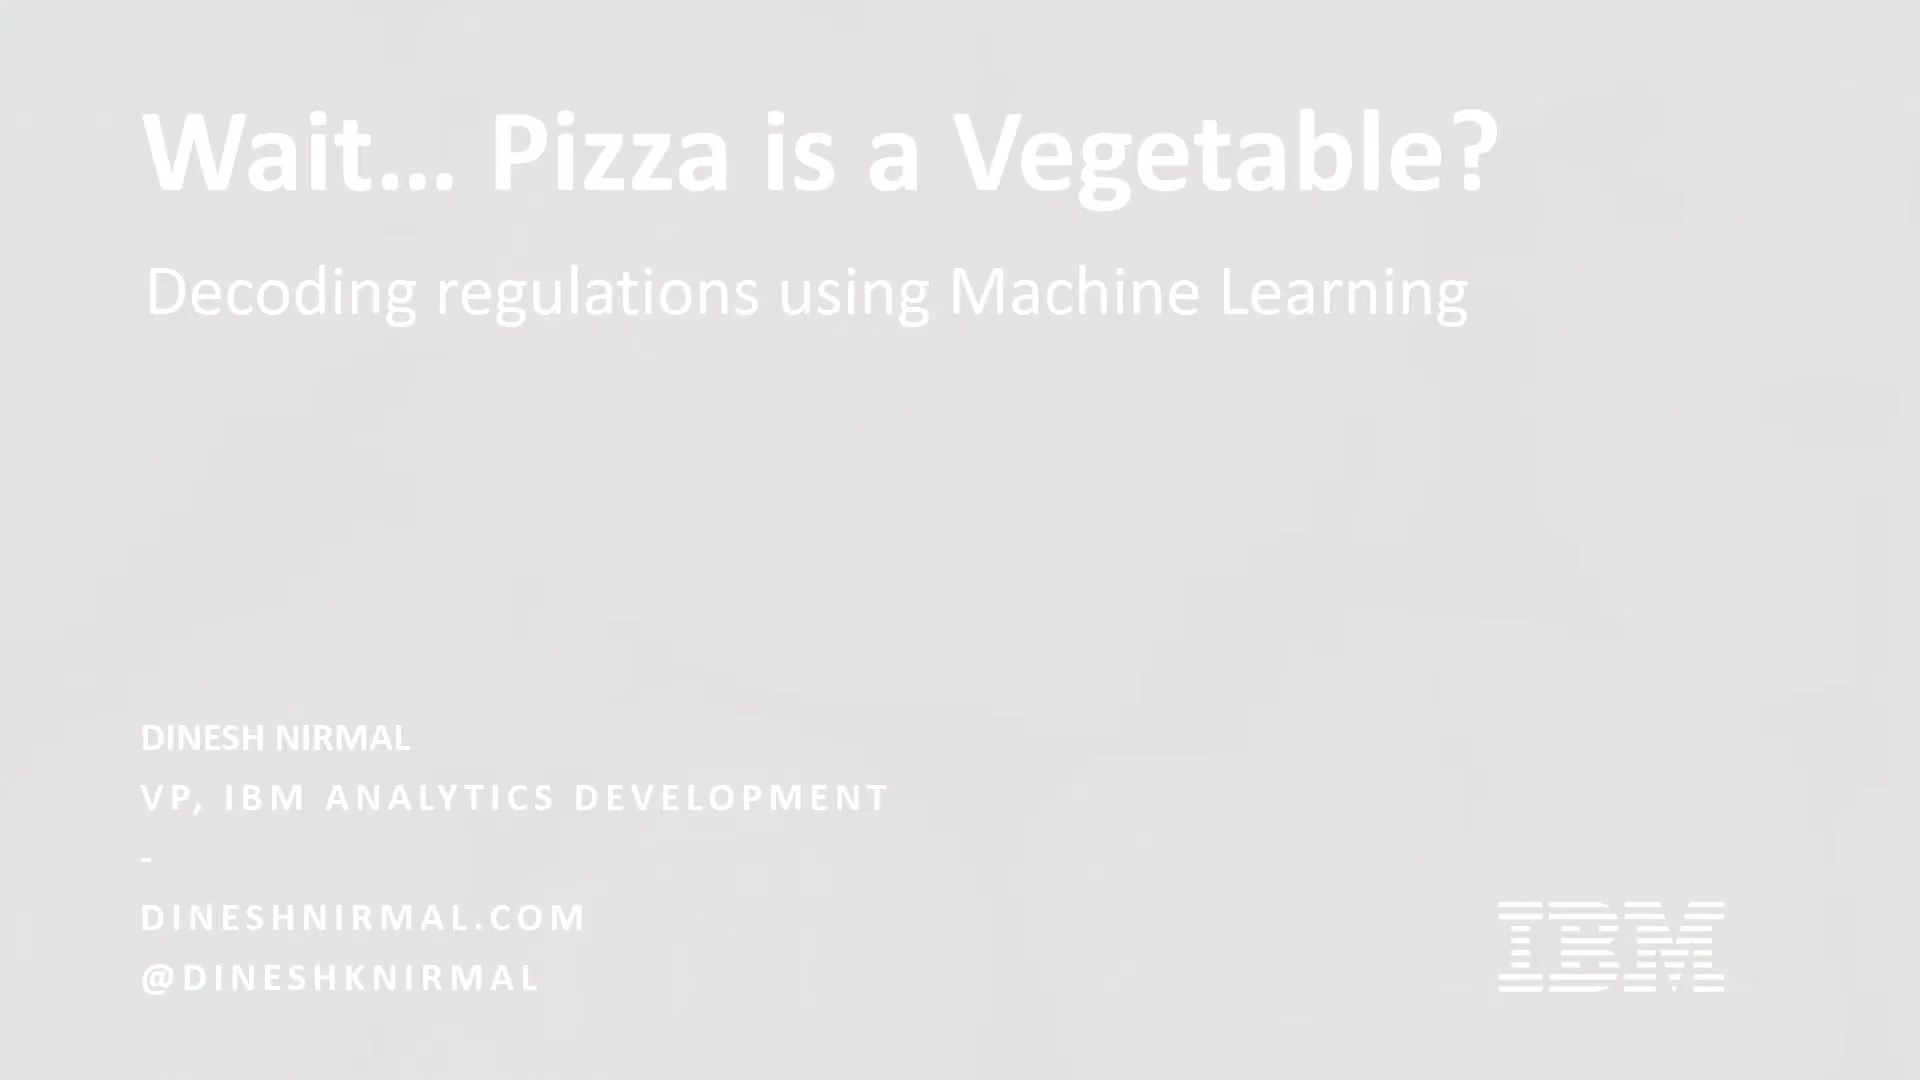 Wait... Pizza is a Vegetable?
Decoding regulations using Machine Learning
DINESH NIRMAL
VP, IBM ANALYTICS DEVELOPMENT
-
DINESHNIRMAL.COM
@DINESHKNIRMAL
IBM